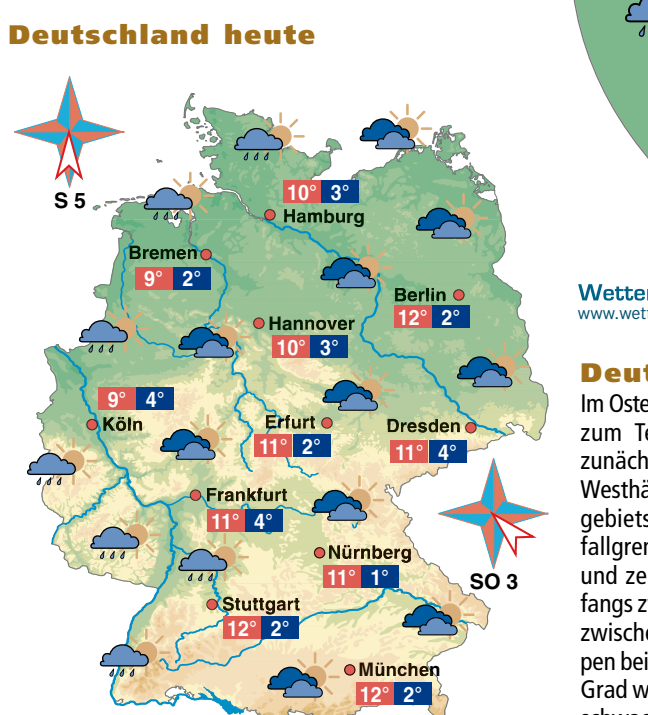 Deutschland heute
S 5
10° 3°
Hamburg
Bremen
9° 2°
Berlin
12° 2°
Hannover
10° 3°
9° 4°
Köln
Erfurt
11° 2°
Dresden
11° 4°
Frankfurt
11° 4°
SO 3
Nürnberg
11° 1°
Stuttgart
12° 2°
München
12° 2°
Wetter
www.wett
Deut
Im Oste
zum Te
zunäch
Westhä
gebiets
fallgren
und ze
fangs zw
zwische
pen bei
Grad w